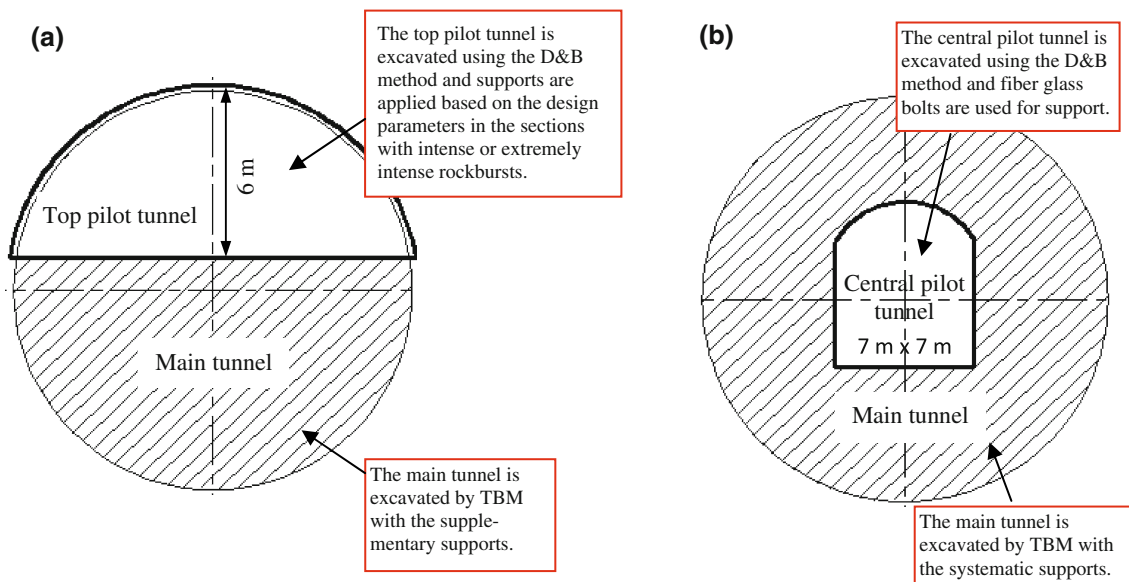 (a)
The top pilot tunnel is
excavated using the D&B
method and supports are
applied based on the design
parameters in the sections
with intense or extremely
intense rockbursts.
6 m
Top pilot tunnel
Main tunnel
The main tunnel is
excavated by TBM
with the supple-
mentary supports.
(b)
The central pilot tunnel is
excavated using the D&B
method and fiber glass
bolts are used for support.
Central pilot
tunnel
7 m x 7 m
Main tunnel
The main tunnel is
excavated by TBM with
the systematic supports.